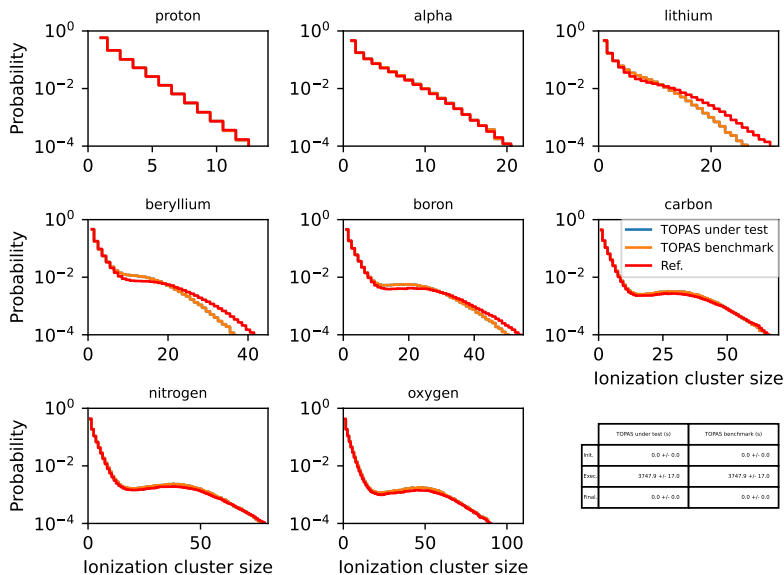 proton
alpha
lithium
Probability
10^0
10^-2
10^-4
0 5 10
10^0
10^-2
10^-4
0 10 20
10^0
10^-2
10^-4
0 20
beryllium
boron
carbon
Probability
10^0
10^-2
10^-4
0 20 40
10^0
10^-2
10^-4
0 20 40
10^0
10^-2
10^-4
0 25 50
TOPAS under test
TOPAS benchmark
Ref.
Ionization cluster size
nitrogen
oxygen
Probability
10^0
10^-2
10^-4
0 50
Ionization cluster size
10^0
10^-2
10^-4
0 50 100
Ionization cluster size
TOPAS under test (s) TOPAS benchmark (s)
Init. 0.0 +/- 0.0 0.0 +/- 0.0
Exec. 3747.9 +/- 17.0 3747.9 +/- 17.0
Final. 0.0 +/- 0.0 0.0 +/- 0.0